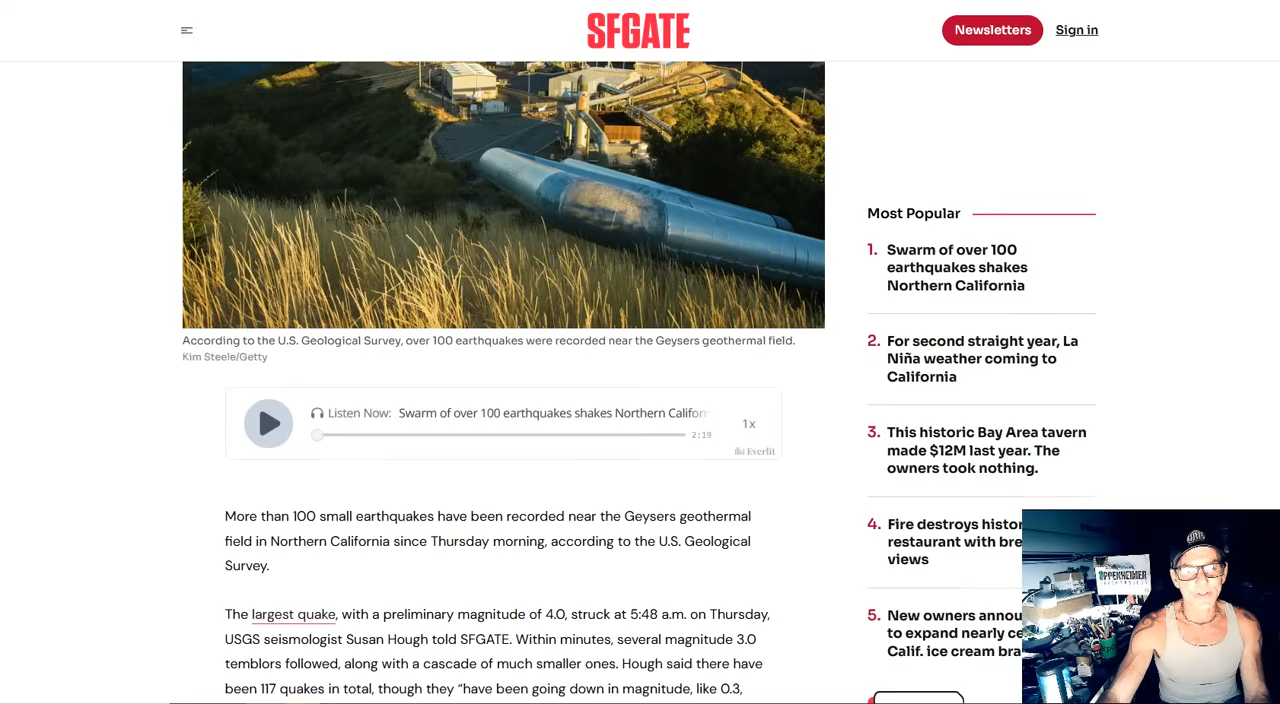 SFGATE
Newsletters
Sign in
According to the U.S. Geological Survey, over 100 earthquakes were recorded near the Geysers geothermal field.
Kim Steele/Getty
Listen Now: Swarm of over 100 earthquakes shakes Northern Califor
2:19
1x
Everlit
More than 100 small earthquakes have been recorded near the Geysers geothermal
field in Northern California since Thursday morning, according to the U.S. Geological
Survey.
The largest quake, with a preliminary magnitude of 4.0, struck at 5:48 a.m. on Thursday,
USGS seismologist Susan Hough told SFGATE. Within minutes, several magnitude 3.0
temblors followed, along with a cascade of much smaller ones. Hough said there have
been 117 quakes in total, though they “have been going down in magnitude, like 0.3,
Most Popular
1. Swarm of over 100
earthquakes shakes
Northern California
2. For second straight year, La
Niña weather coming to
California
3. This historic Bay Area tavern
made $12M last year. The
owners took nothing.
4. Fire destroys histor
restaurant with bre
views
5. New owners annou
to expand nearly ce
Calif. ice cream bra
OPPENHEIMER